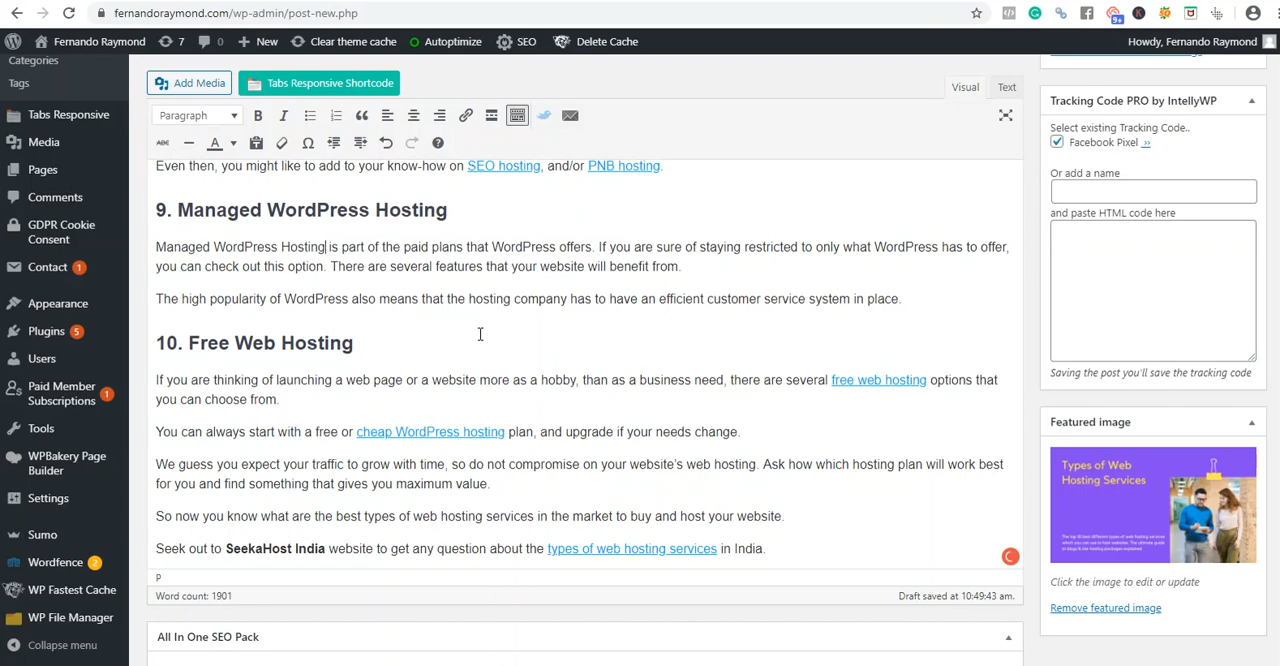 fernandoraymond.com/wp-admin/post-new.php
9+
Fernando Raymond 7 0 New Clear theme cache Autoptimize SEO Delete Cache Howdy, Fernando Raymond
Categories
Tags
Tabs Responsive
Media
Pages
Comments
GDPR Cookie
Consent
Contact 1
Appearance
Plugins 5
Users
Paid Member
Subscriptions 1
Tools
WPBakery Page
Builder
Settings
Sumo
Wordfence 2
WP Fastest Cache
WP File Manager
Collapse menu
Add Media Tabs Responsive Shortcode Visual Text
Paragraph B I
ABC A Ω ?
Even then, you might like to add to your know-how on SEO hosting, and/or PNB hosting.
9. Managed WordPress Hosting
Managed WordPress Hosting is part of the paid plans that WordPress offers. If you are sure of staying restricted to only what WordPress has to offer,
you can check out this option. There are several features that your website will benefit from.
The high popularity of WordPress also means that the hosting company has to have an efficient customer service system in place.
10. Free Web Hosting
If you are thinking of launching a web page or a website more as a hobby, than as a business need, there are several free web hosting options that
you can choose from.
You can always start with a free or cheap WordPress hosting plan, and upgrade if your needs change.
We guess you expect your traffic to grow with time, so do not compromise on your website's web hosting. Ask how which hosting plan will work best
for you and find something that gives you maximum value.
So now you know what are the best types of web hosting services in the market to buy and host your website.
Seek out to SeekaHost India website to get any question about the types of web hosting services in India.
p
Word count: 1901 Draft saved at 10:49:43 am.
All In One SEO Pack
Tracking Code PRO by IntellyWP
Select existing Tracking Code..
Facebook Pixel »
Or add a name
and paste HTML code here
Saving the post you'll save the tracking code
Featured image
Types of Web
Hosting Services
Click the image to edit or update
Remove featured image